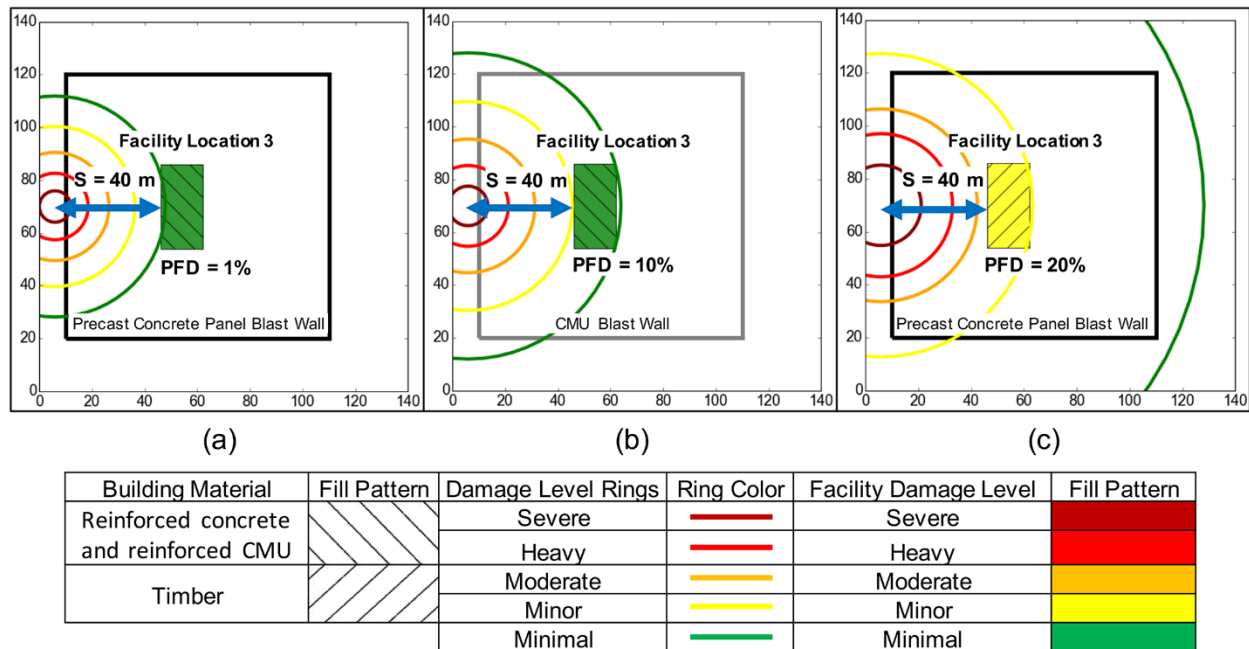 140
120
100
80
60
40
20
0
0 20 40 60 80 100 120 140
Facility Location 3
S = 40 m
PFD = 1%
Precast Concrete Panel Blast Wall
(a)
140
120
100
80
60
40
20
0
0 20 40 60 80 100 120 140
Facility Location 3
S = 40 m
PFD = 10%
CMU Blast Wall
(b)
140
120
100
80
60
40
20
0
0 20 40 60 80 100 120 140
Facility Location 3
S = 40 m
PFD = 20%
Precast Concrete Panel Blast Wall
(c)
Building Material Fill Pattern Damage Level Rings Ring Color Facility Damage Level Fill Pattern
Reinforced concrete
and reinforced CMU
Timber
Severe
Heavy
Moderate
Minor
Minimal
Severe
Heavy
Moderate
Minor
Minimal